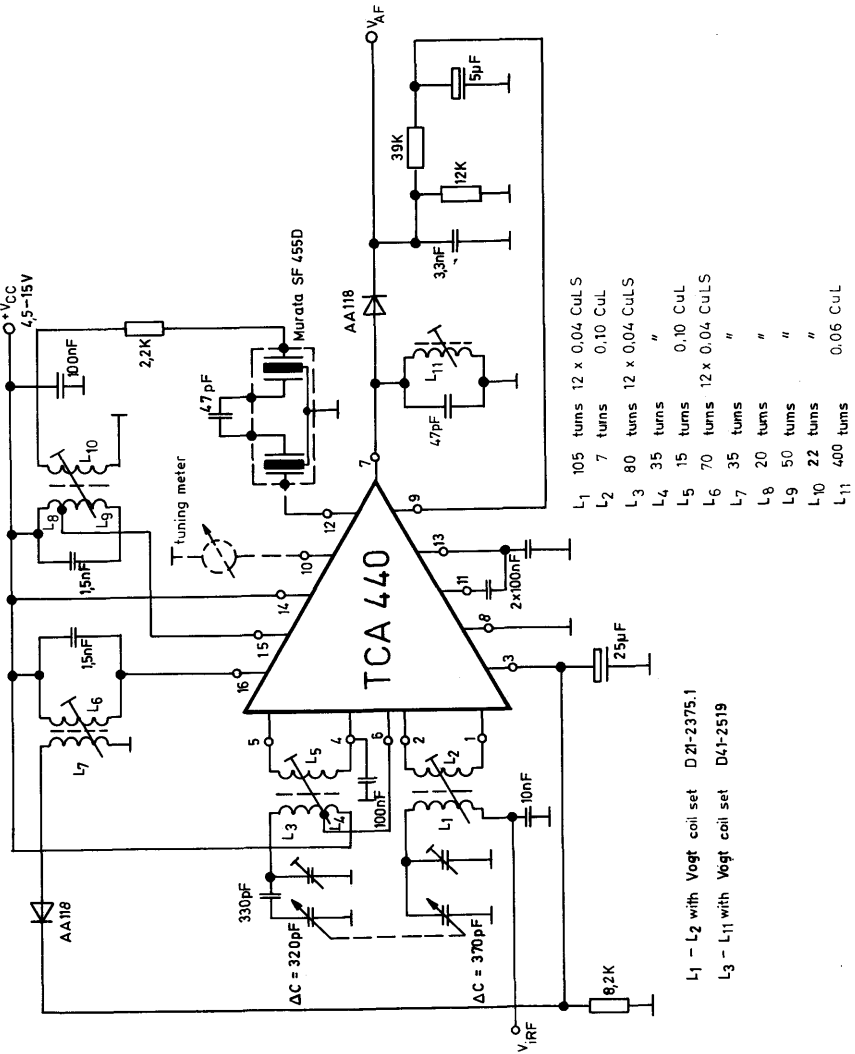 +VCC
4,5-15V
100nF
2,2K
Murata SF 455D
47pF
L10
L8
L9
1,5nF
tuning meter
12
10
14
15
16
1,5nF
L6
L7
AA118
VAF
5µF
39K
12K
3,3nF
AA118
L11
47pF
7
9
13
11
2x100nF
8
3
25µF
TCA 440
5
4
6
2
1
L5
L3
L4
100nF
L2
L1
10nF
330pF
ΔC = 320pF
ΔC = 370pF
8,2K
ViRF
L1 105 turns 12 x 0,04 CuLS
L2 7 turns 0,10 CuL
L3 80 turns 12 x 0,04 CuLS
L4 35 turns "
L5 15 turns 0,10 CuL
L6 70 turns 12 x 0,04 CuLS
L7 35 turns "
L8 20 turns "
L9 50 turns "
L10 22 turns "
L11 400 turns 0.06 CuL
L1 - L2 with Vogt coil set D21-2375.1
L3 - L11 with Vogt coil set D41-2519